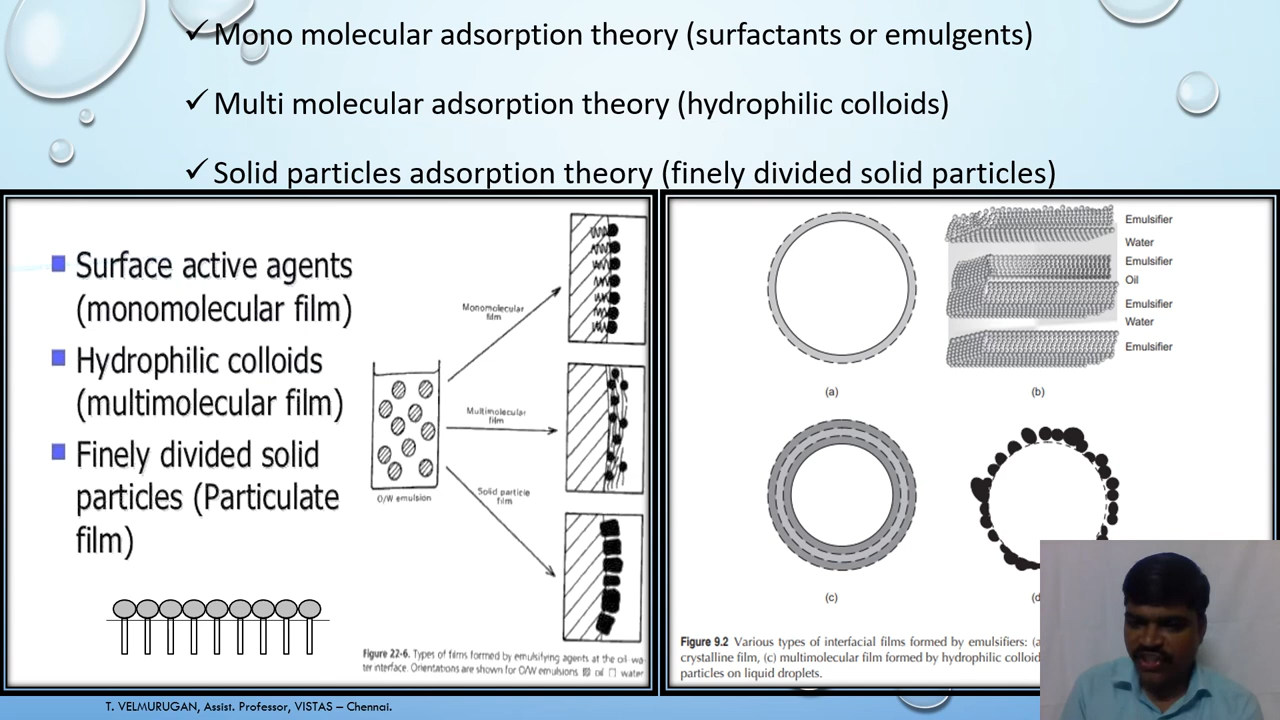 ✓ Mono molecular adsorption theory (surfactants or emulgents)
✓ Multi molecular adsorption theory (hydrophilic colloids)
✓ Solid particles adsorption theory (finely divided solid particles)
Surface active agents
(monomolecular film)
Hydrophilic colloids
(multimolecular film)
Finely divided solid
particles (Particulate
film)
Monomolecular
film
Multimolecular
film
Solid particle
film
O/W emulsion
Figure 22-6. Types of films formed by emulsifying agents at the oil-wa-
ter interface. Orientations are shown for O/W emulsions oil water
Emulsifier
Water
Emulsifier
Oil
Emulsifier
Water
Emulsifier
(a)
(b)
(c)
(d
Figure 9.2 Various types of interfacial films formed by emulsifiers: (a
crystalline film, (c) multimolecular film formed by hydrophilic colloid
particles on liquid droplets.
T. VELMURUGAN, Assist. Professor, VISTAS – Chennai.